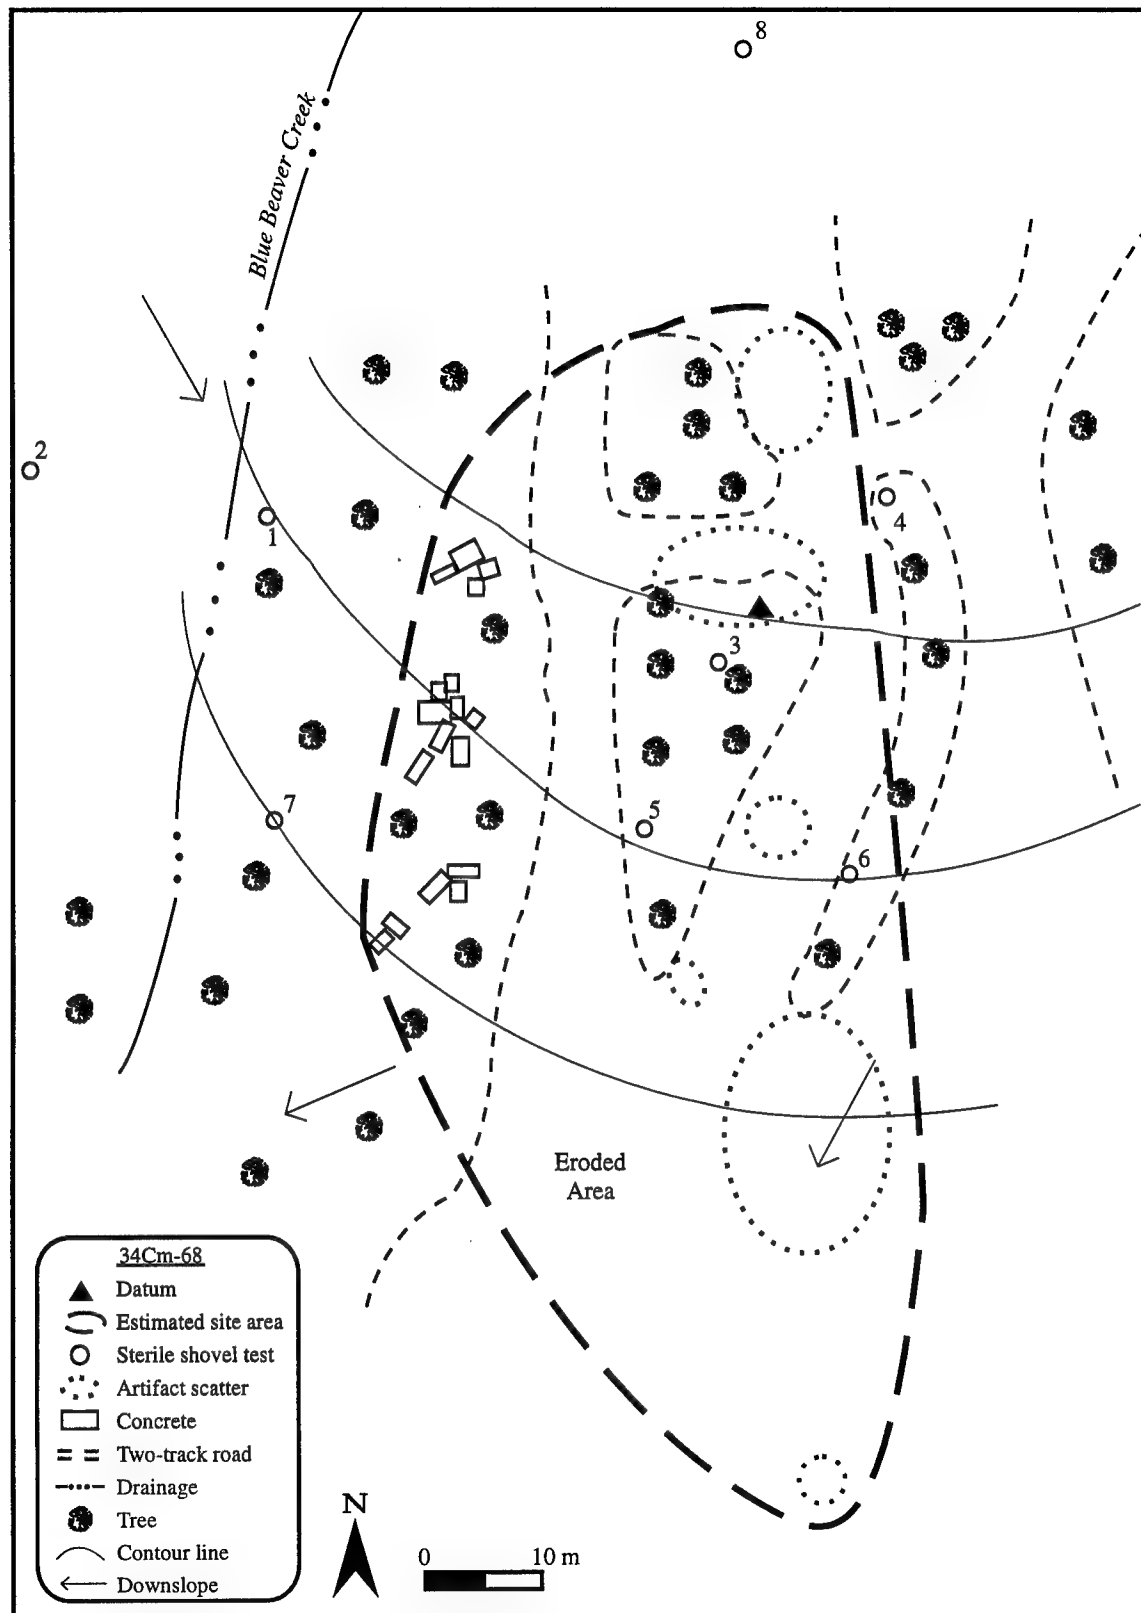 8
Blue Beaver Creek
2
1
4
3
7
5
6
Eroded
Area
34Cm-68
Datum
Estimated site area
Sterile shovel test
Artifact scatter
Concrete
Two-track road
Drainage
Tree
Contour line
Downslope
N
0 10 m